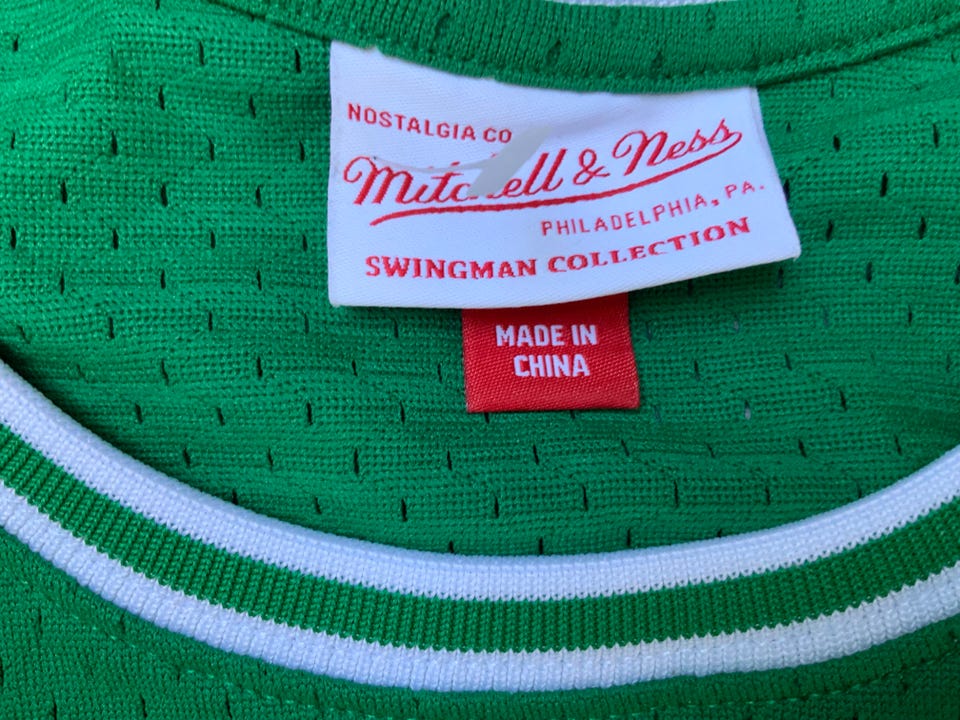 NOSTALGIA CO
Mitchell & Ness
PHILADELPHIA, PA.
SWINGMAN COLLECTION
MADE IN
CHINA